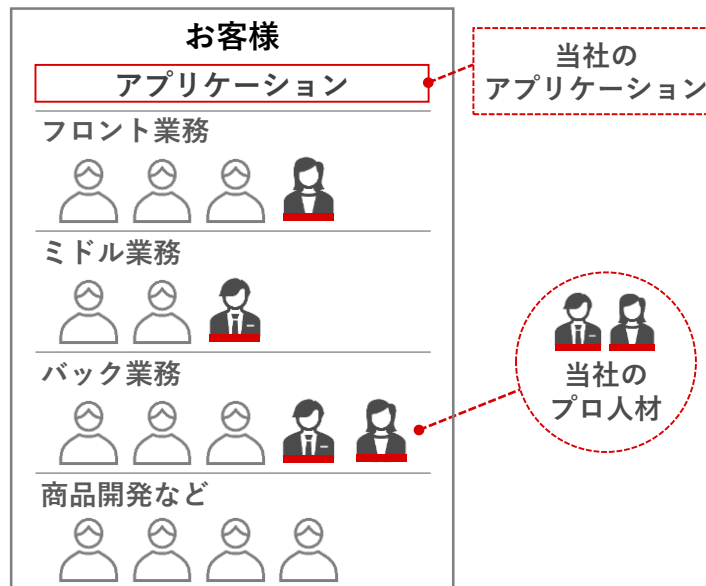 お客様
アプリケーション
当社の
アプリケーション
フロント業務
ミドル業務
バック業務
当社の
プロ人材
商品開発など